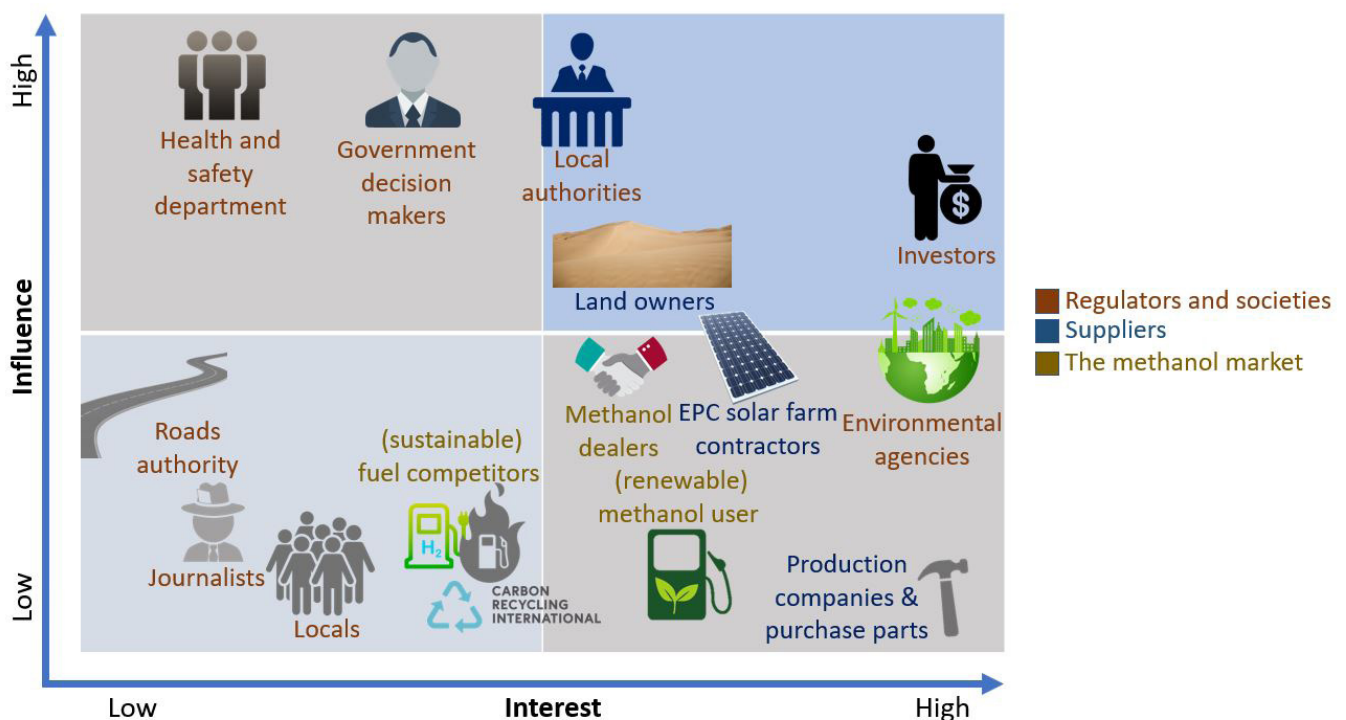 High
Health and
safety
department
Government
decision
makers
Local
authorities
$
Investors
Land owners
Influence
Regulators and societies
Suppliers
The methanol market
Roads
authority
(sustainable)
fuel competitors
Methanol
dealers
EPC solar farm
contractors
Environmental
agencies
(renewable)
methanol user
Journalists
H2
Locals
CARBON
RECYCLING
INTERNATIONAL
Production
companies &
purchase parts
Low
Low
Interest
High